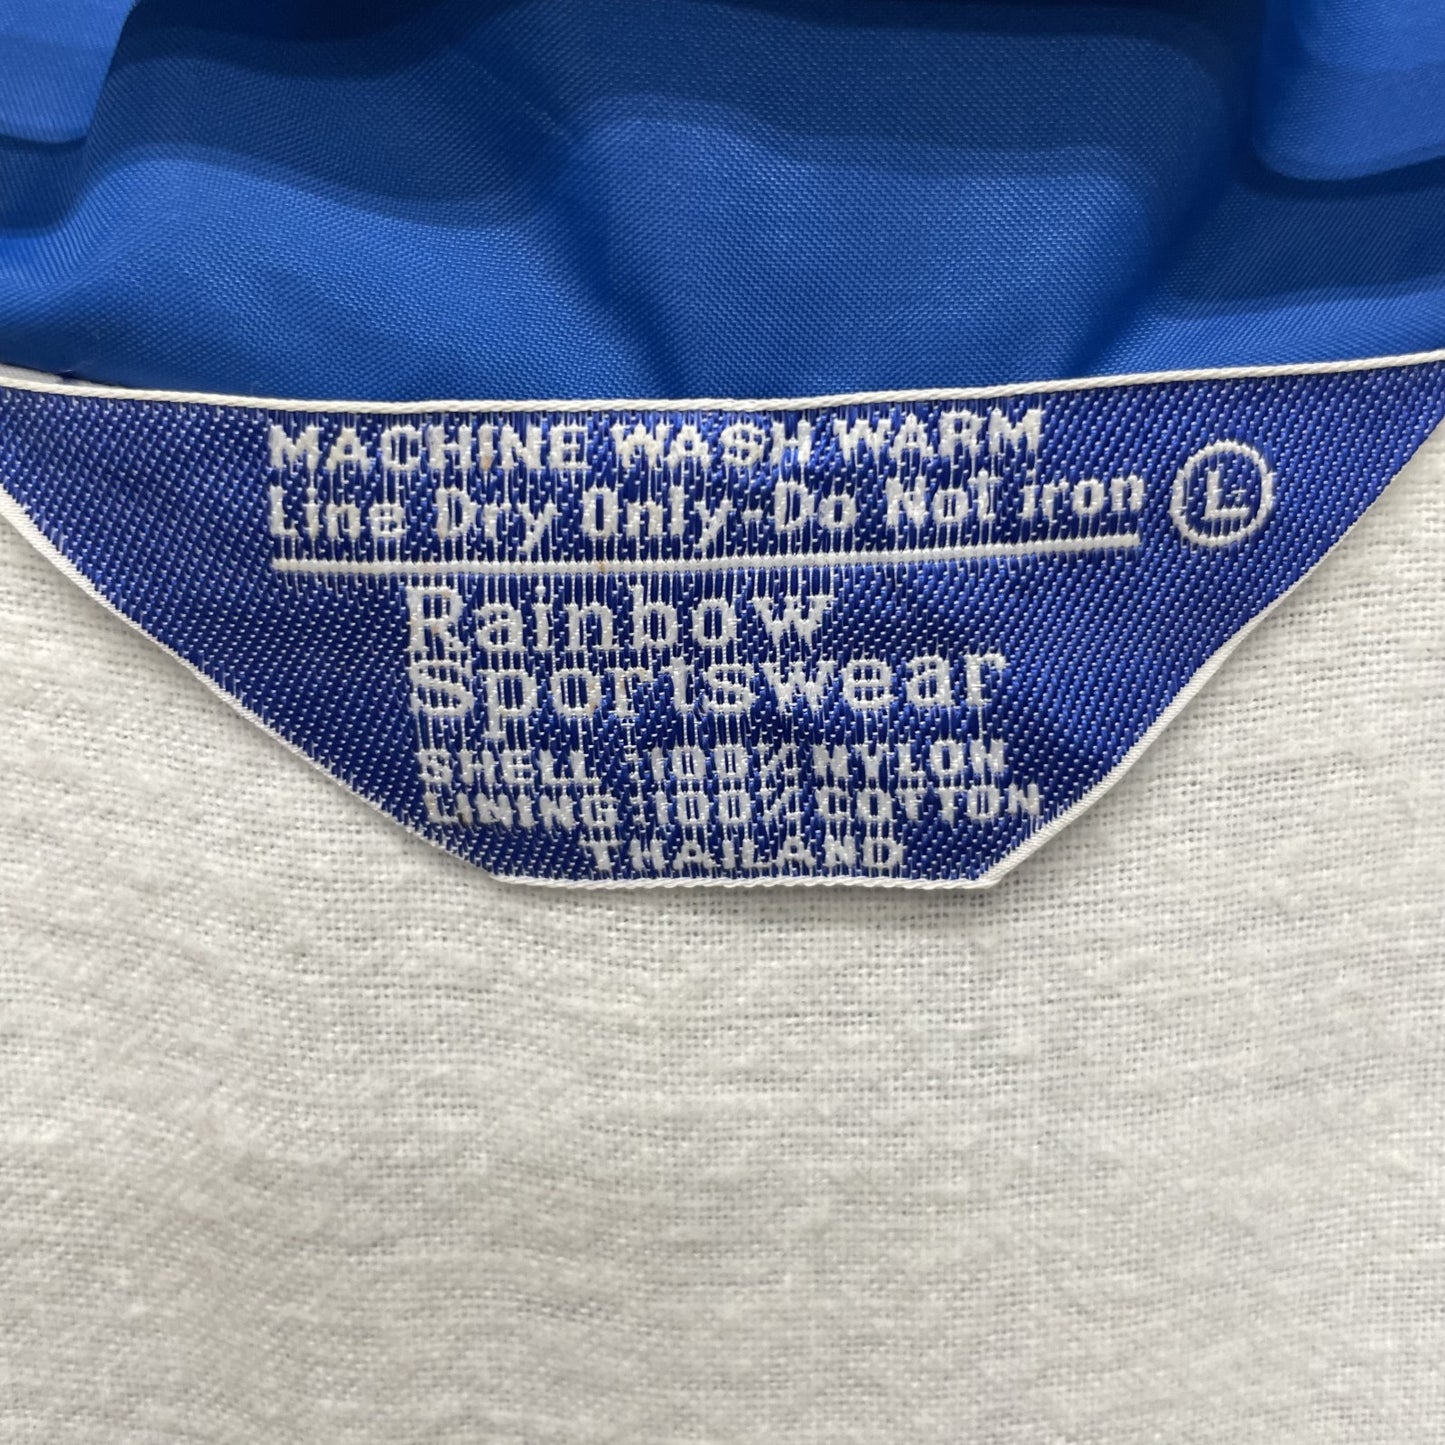 MACHINE WASH WARM
Line Dry Only-Do Not iron
L
Rainbow
Sportswear
SHELL :100% NYLON
LINING:100% COTTON
THAILAND